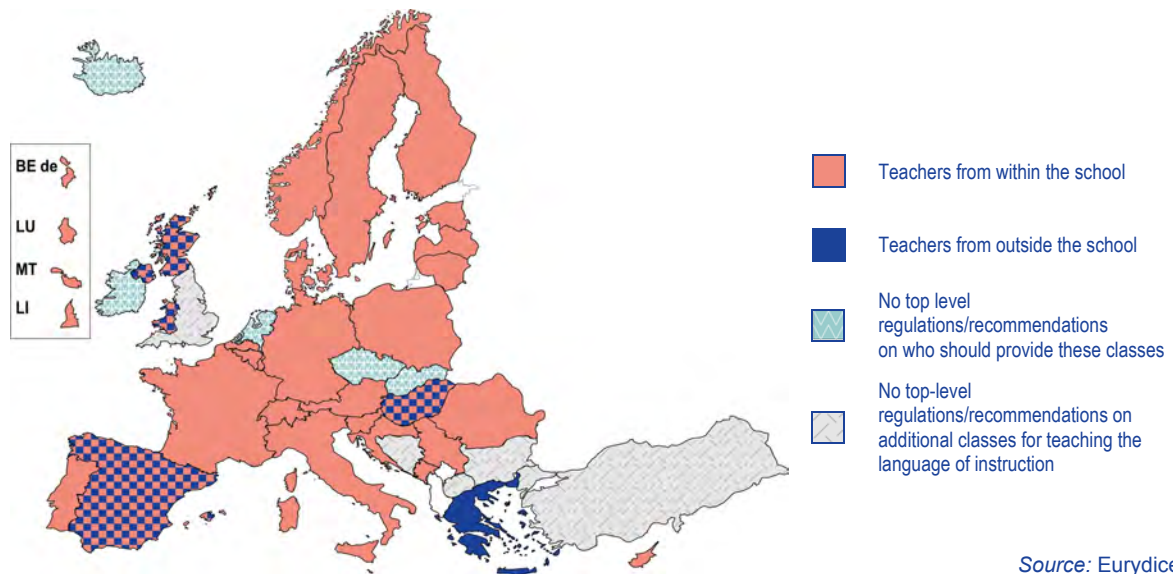 BE de
LU
MT
LI
Teachers from within the school
Teachers from outside the school
No top level
regulations/recommendations
on who should provide these classes
No top-level
regulations/recommendations on
additional classes for teaching the
language of instruction
Source: Eurydice